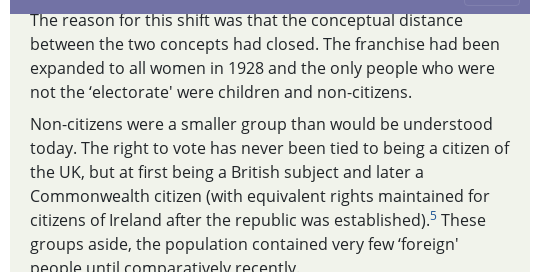 The reason for this shift was that the conceptual distance
between the two concepts had closed. The franchise had been
expanded to all women in 1928 and the only people who were
not the ‘electorate' were children and non-citizens.
Non-citizens were a smaller group than would be understood
today. The right to vote has never been tied to being a citizen of
the UK, but at first being a British subject and later a
Commonwealth citizen (with equivalent rights maintained for
citizens of Ireland after the republic was established).5 These
groups aside, the population contained very few ‘foreign'
people until comparatively recently